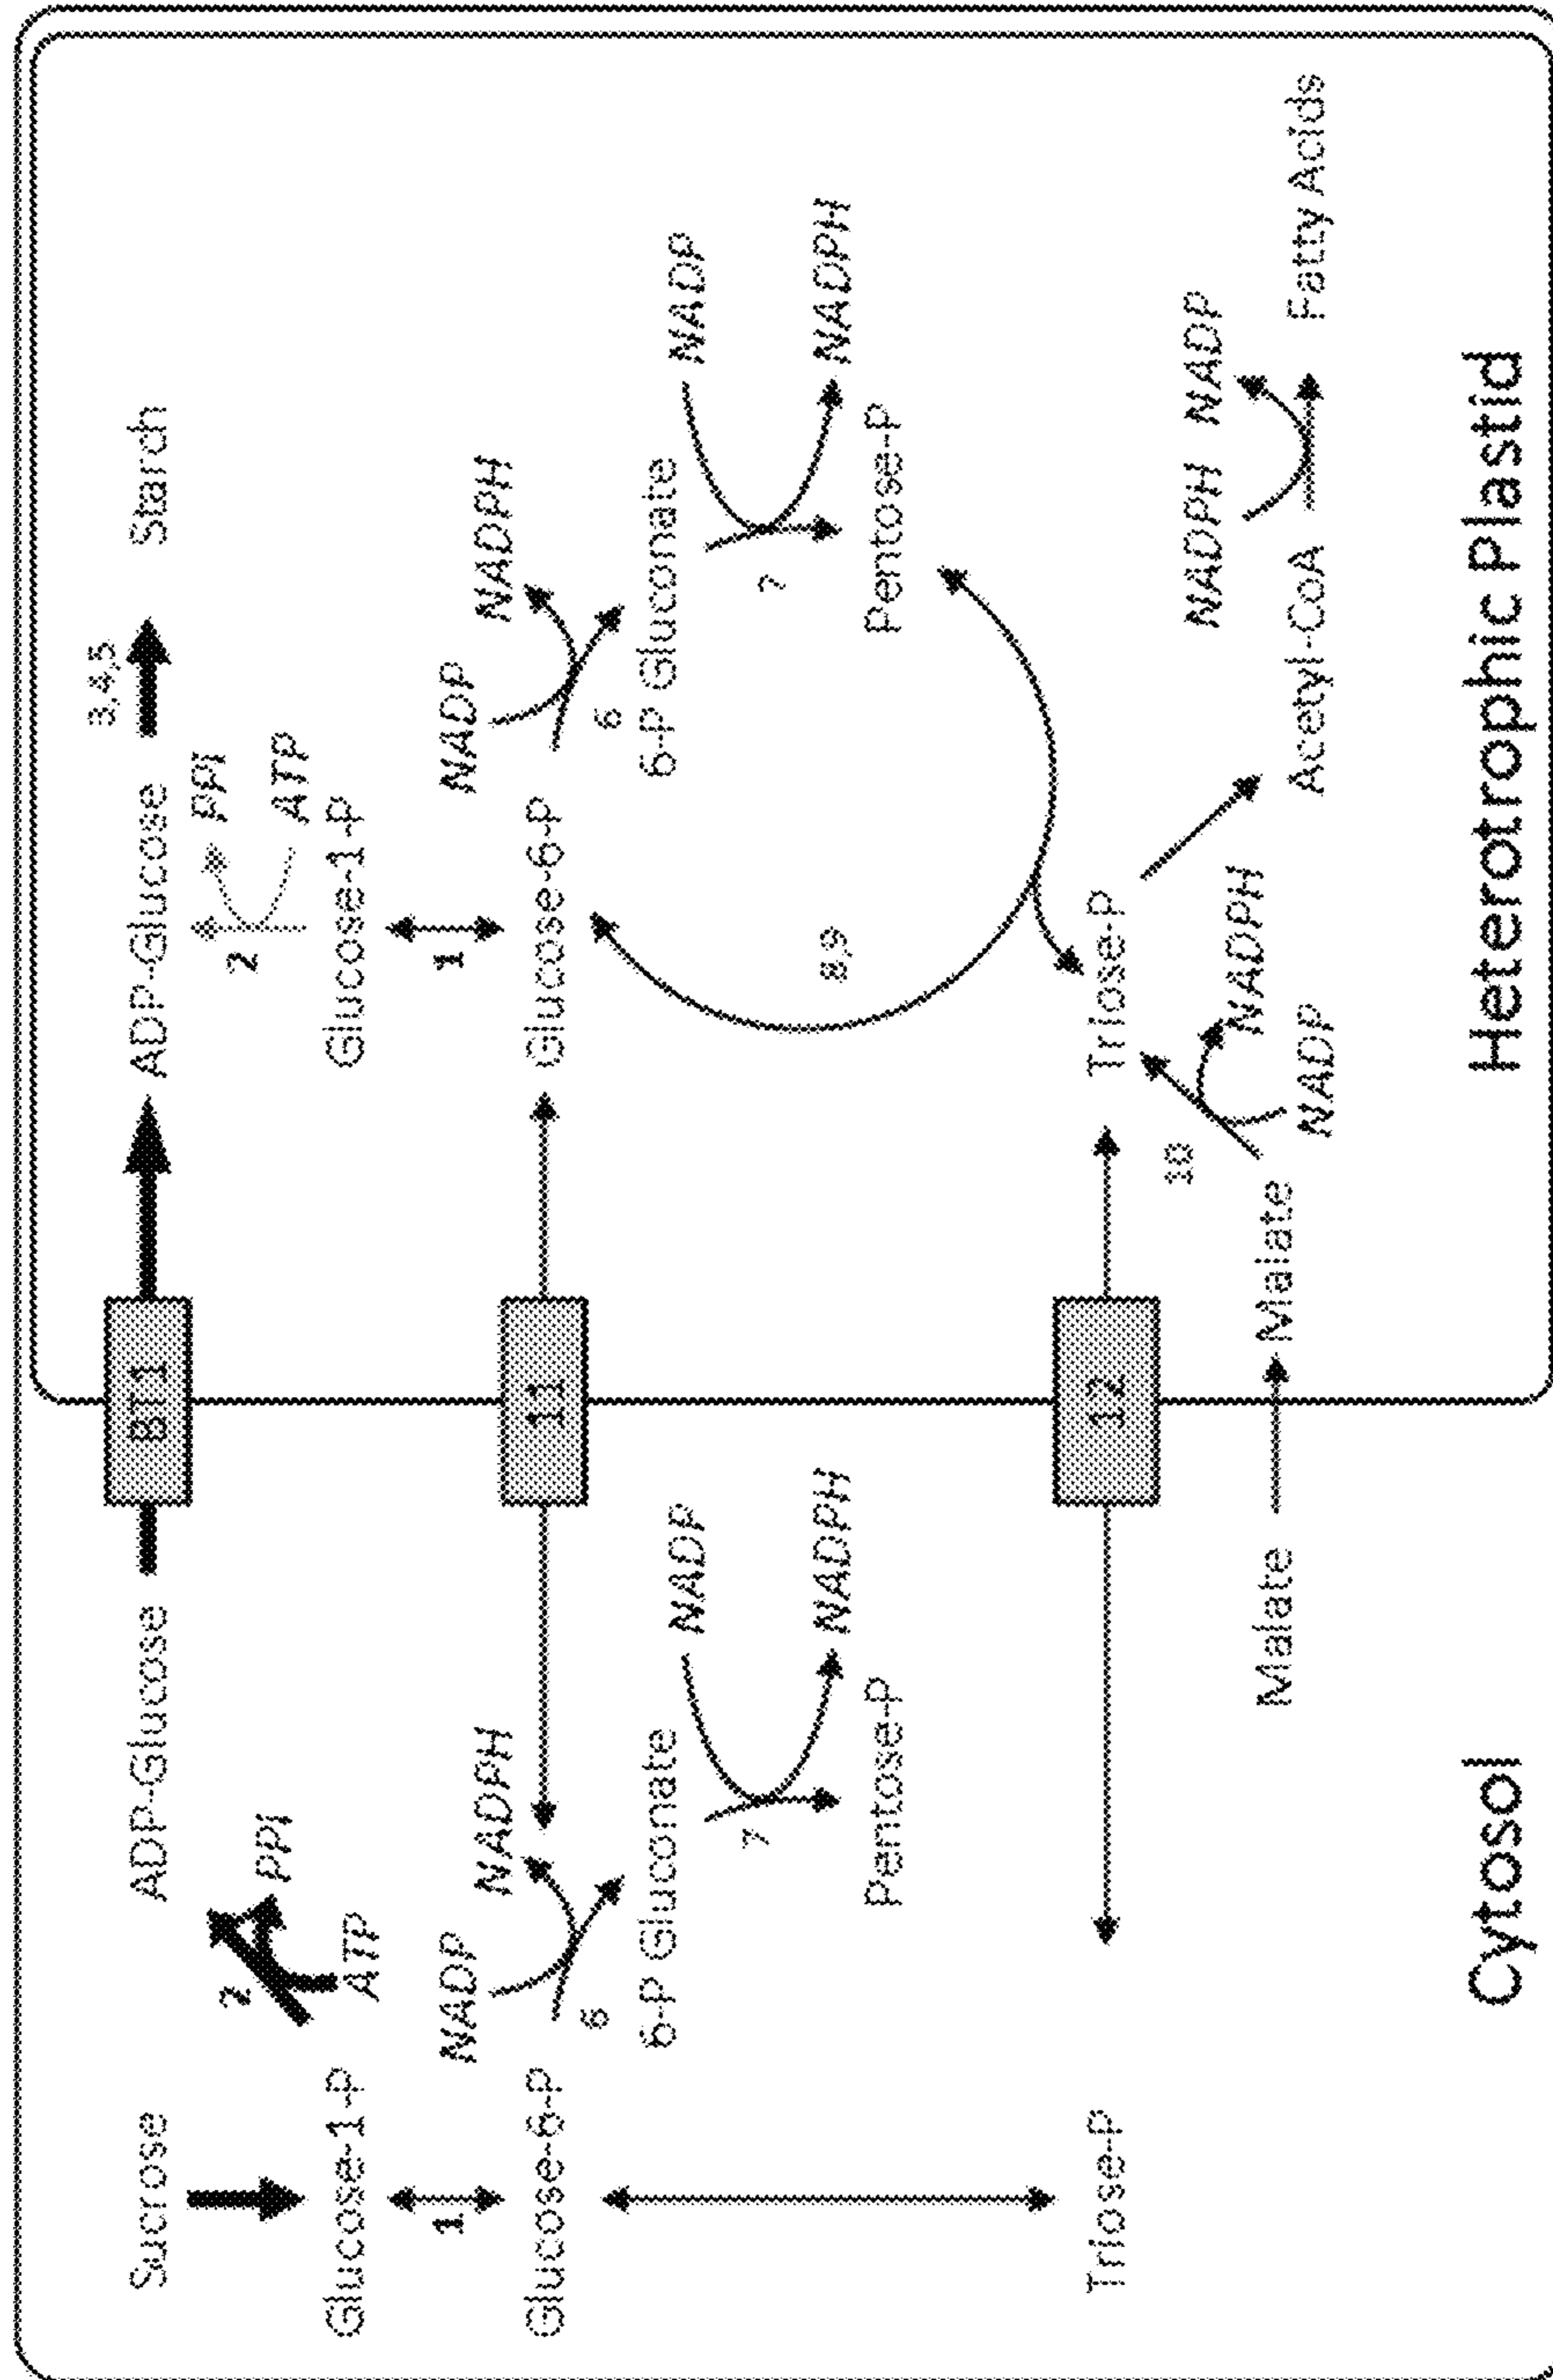 Sucrose
Glucose-1-P
1
Glucose-6-P
Triose-P
2
ATP
PPi
ADP-Glucose
NADP
NADPH
6
6-P Gluconate
7
NADP
NADPH
Pentose-P
Malate
Cytosol
BT1
11
12
ADP-Glucose
3,4,5
Starch
2
PPi
ATP
Glucose-1-P
1
Glucose-6-P
NADP
NADPH
6
6-P Gluconate
7
NADP
NADPH
Pentose-P
8,9
Triose-P
10
Malate
NADP
NADPH
Acetyl-CoA
NADPH NADP
Fatty Acids
Heterotrophic Plastid